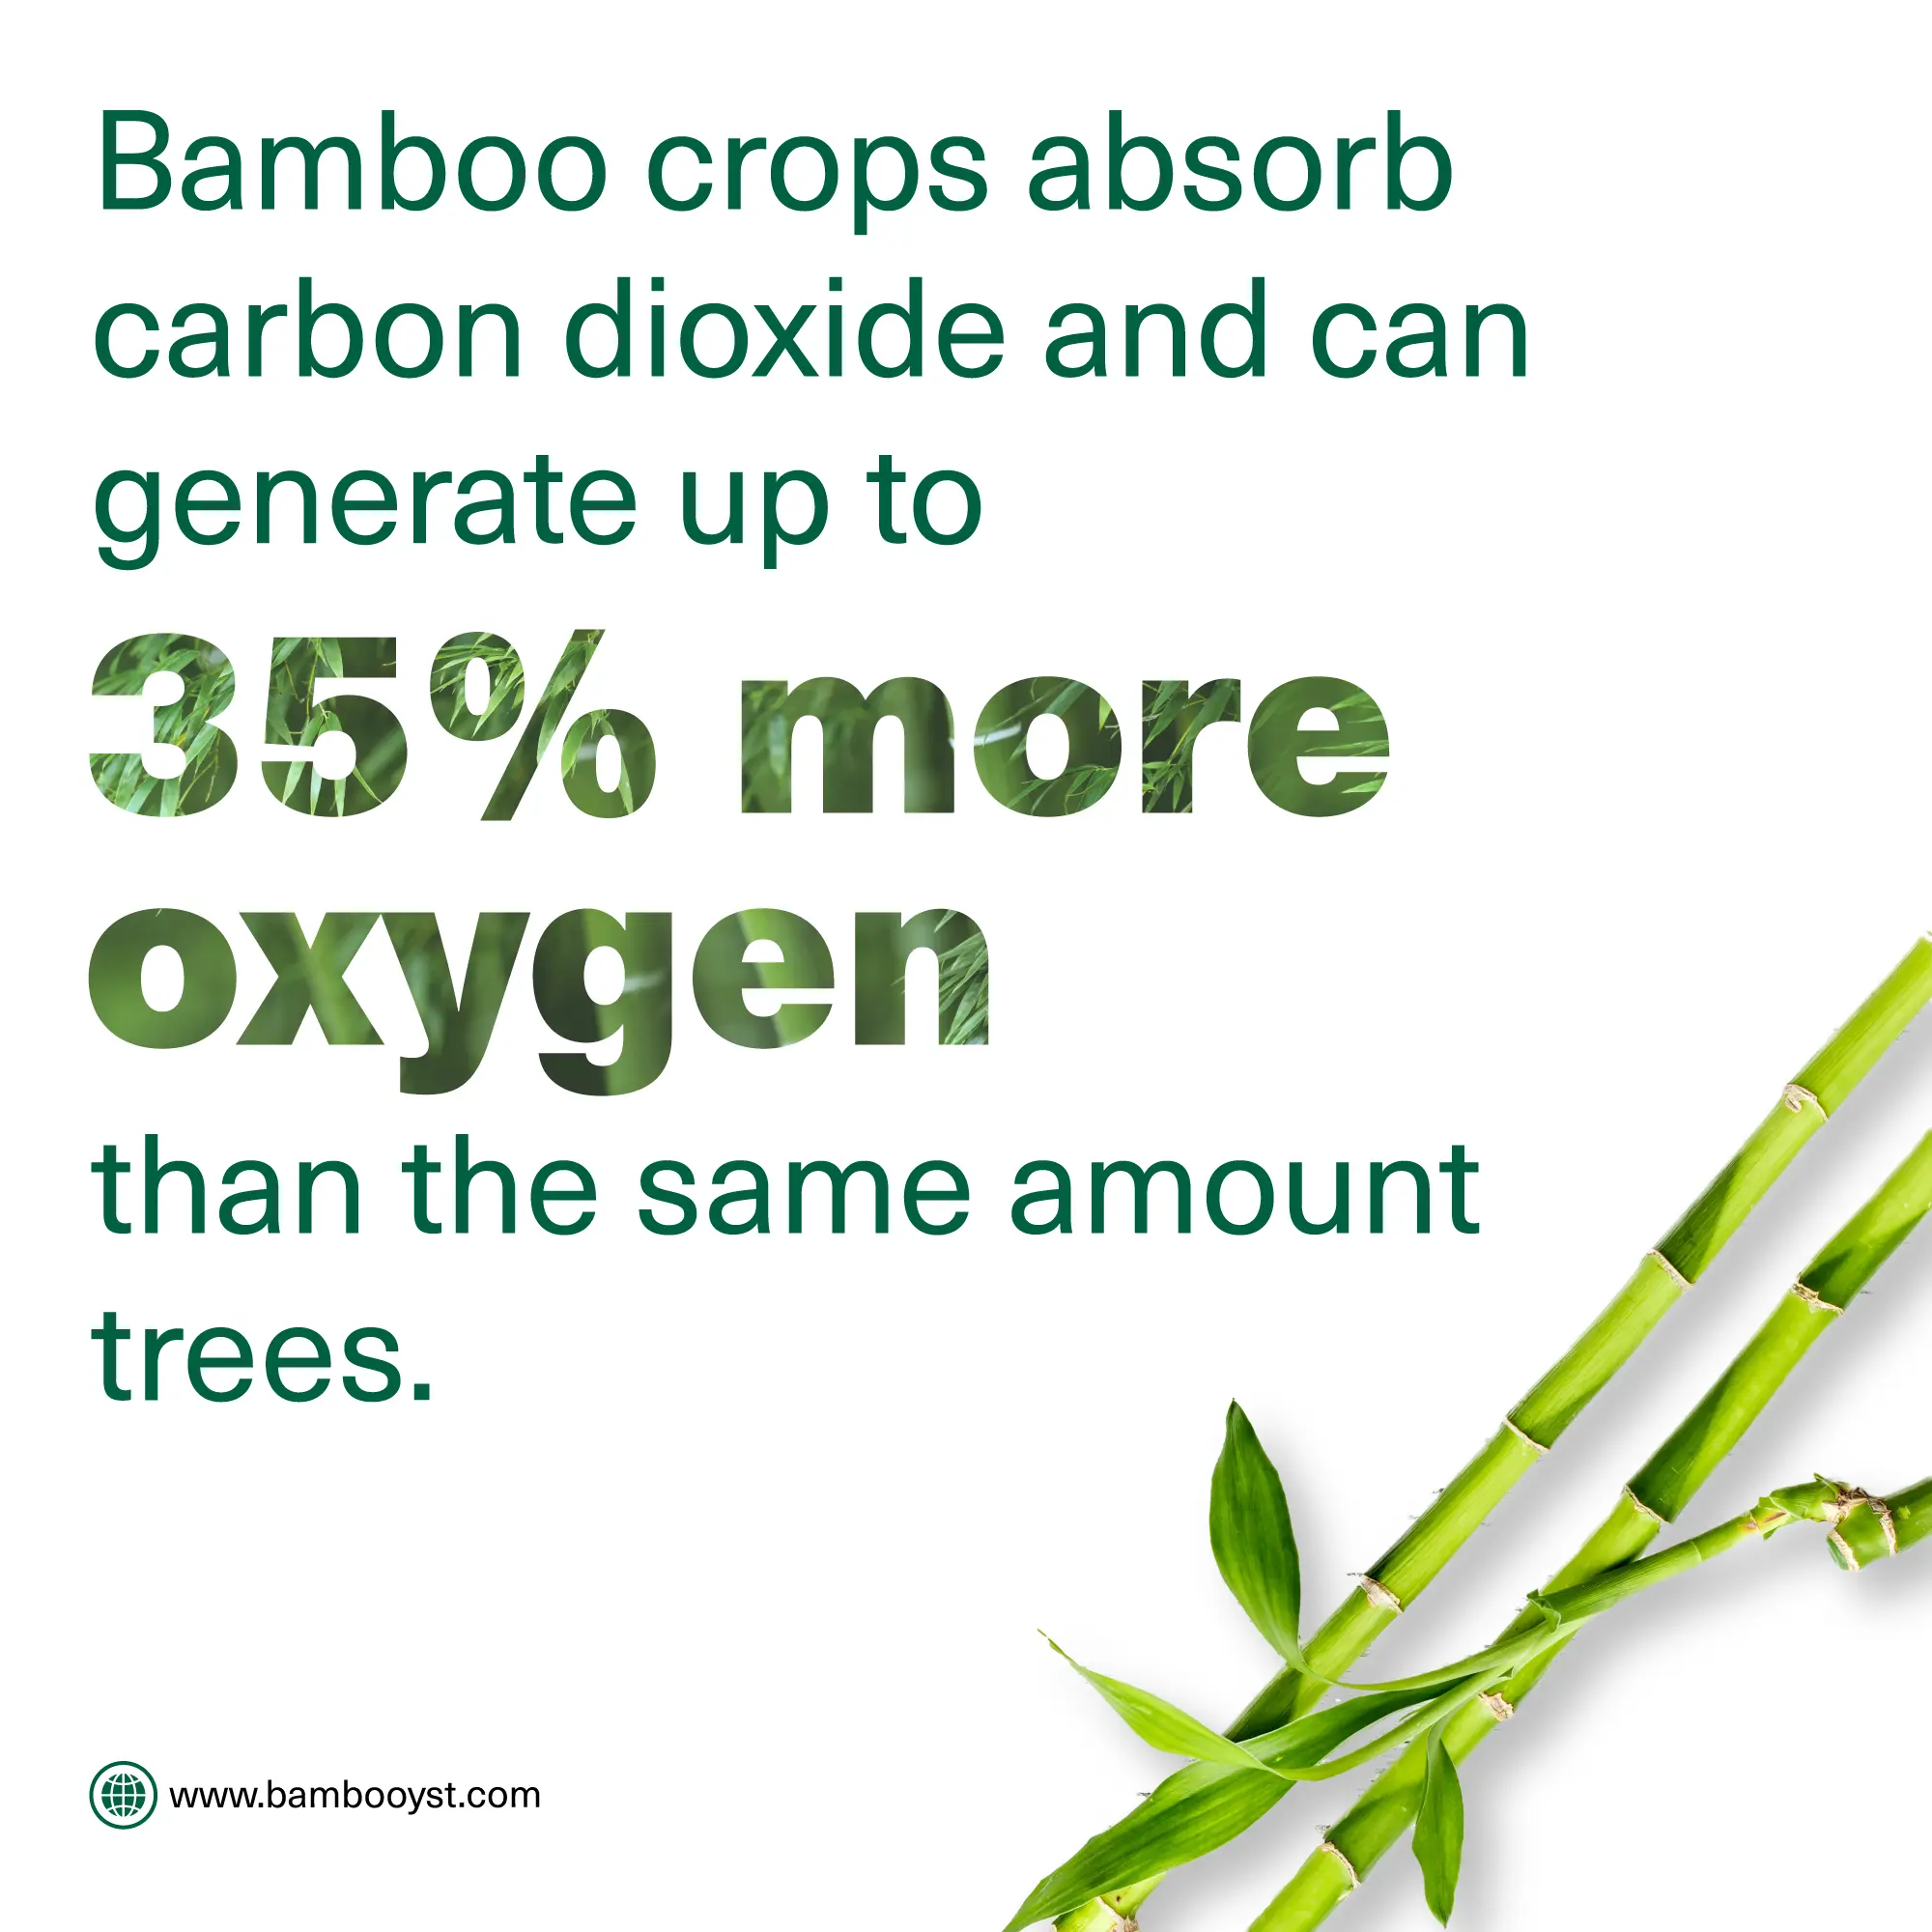 Bamboo crops absorb
carbon dioxide and can
generate up to
35% more
oxygen
than the same amount
trees.
www.bambooyst.com